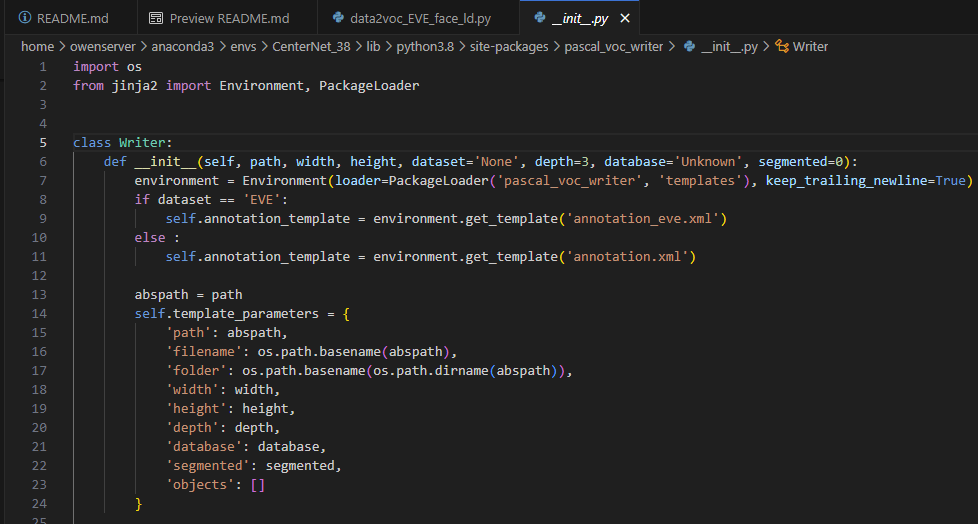 README.md Preview README.md data2voc_EVE_face_ld.py __init__.py
home > owenserver > anaconda3 > envs > CenterNet_38 > lib > python3.8 > site-packages > pascal_voc_writer > __init__.py > Writer
1 import os
2 from jinja2 import Environment, PackageLoader
3
4
5 class Writer:
6     def __init__(self, path, width, height, dataset='None', depth=3, database='Unknown', segmented=0):
7         environment = Environment(loader=PackageLoader('pascal_voc_writer', 'templates'), keep_trailing_newline=True)
8         if dataset == 'EVE':
9             self.annotation_template = environment.get_template('annotation_eve.xml')
10         else :
11             self.annotation_template = environment.get_template('annotation.xml')
12
13         abspath = path
14         self.template_parameters = {
15             'path': abspath,
16             'filename': os.path.basename(abspath),
17             'folder': os.path.basename(os.path.dirname(abspath)),
18             'width': width,
19             'height': height,
20             'depth': depth,
21             'database': database,
22             'segmented': segmented,
23             'objects': []
24         }
25